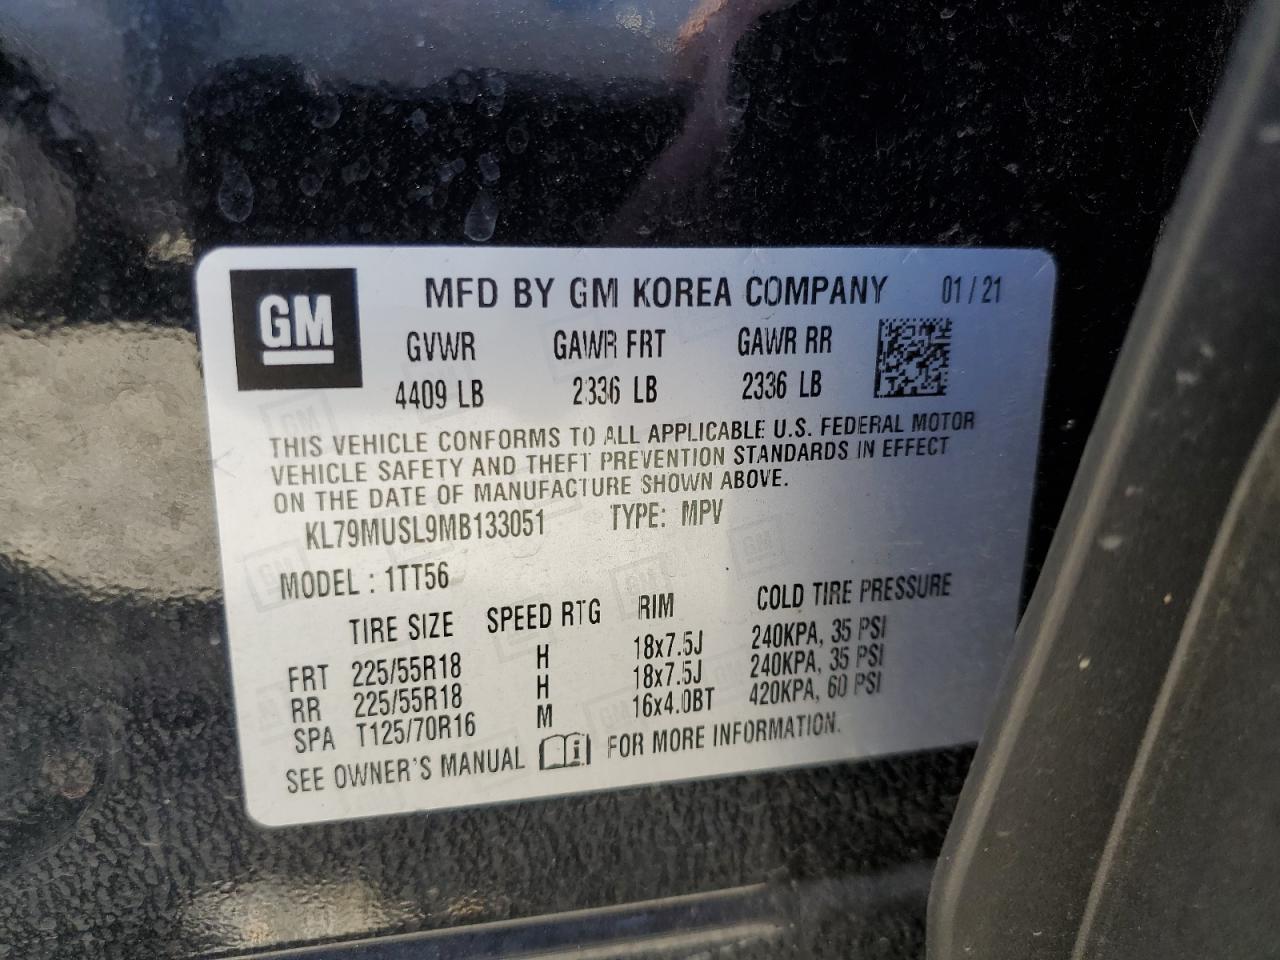 GM MFD BY GM KOREA COMPANY 01/21
GVWR GAWR FRT GAWR RR
4409 LB 2336 LB 2336 LB
THIS VEHICLE CONFORMS TO ALL APPLICABLE U.S. FEDERAL MOTOR
VEHICLE SAFETY AND THEFT PREVENTION STANDARDS IN EFFECT
ON THE DATE OF MANUFACTURE SHOWN ABOVE.
KL79MUSL9MB133051 TYPE: MPV
MODEL : 1TT56
TIRE SIZE SPEED RTG RIM COLD TIRE PRESSURE
FRT 225/55R18 H 18x7.5J 240KPA, 35 PSI
RR 225/55R18 H 18x7.5J 240KPA, 35 PSI
SPA T125/70R16 M 16x4.0BT 420KPA, 60 PSI
SEE OWNER'S MANUAL i FOR MORE INFORMATION.